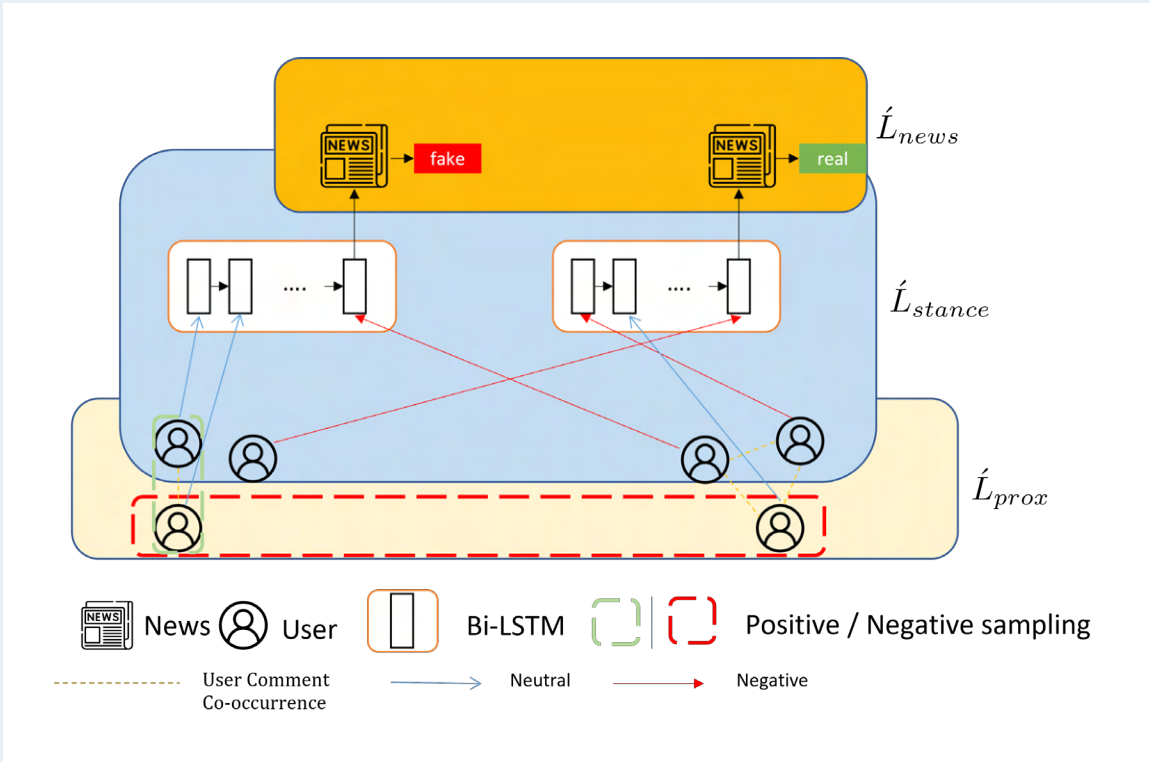 NEWS
fake
NEWS
real
Ĺnews
....
....
Ĺstance
Ĺprox
NEWS
News
User
Bi-LSTM
Positive / Negative sampling
User Comment
Co-occurrence
Neutral
Negative